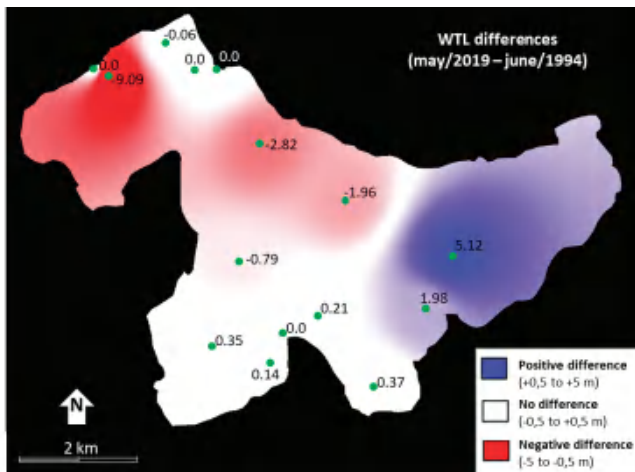 -0.06
WTL differences
(may/2019 – june/1994)
0.0
0.0
0.0
-9.09
-2.82
-1.96
5.12
-0.79
1.98
0.21
0.0
0.35
0.14
0.37
Positive difference
(+0,5 to +5 m)
No difference
(-0,5 to +0,5 m)
Negative difference
(-5 to -0,5 m)
N
2 km